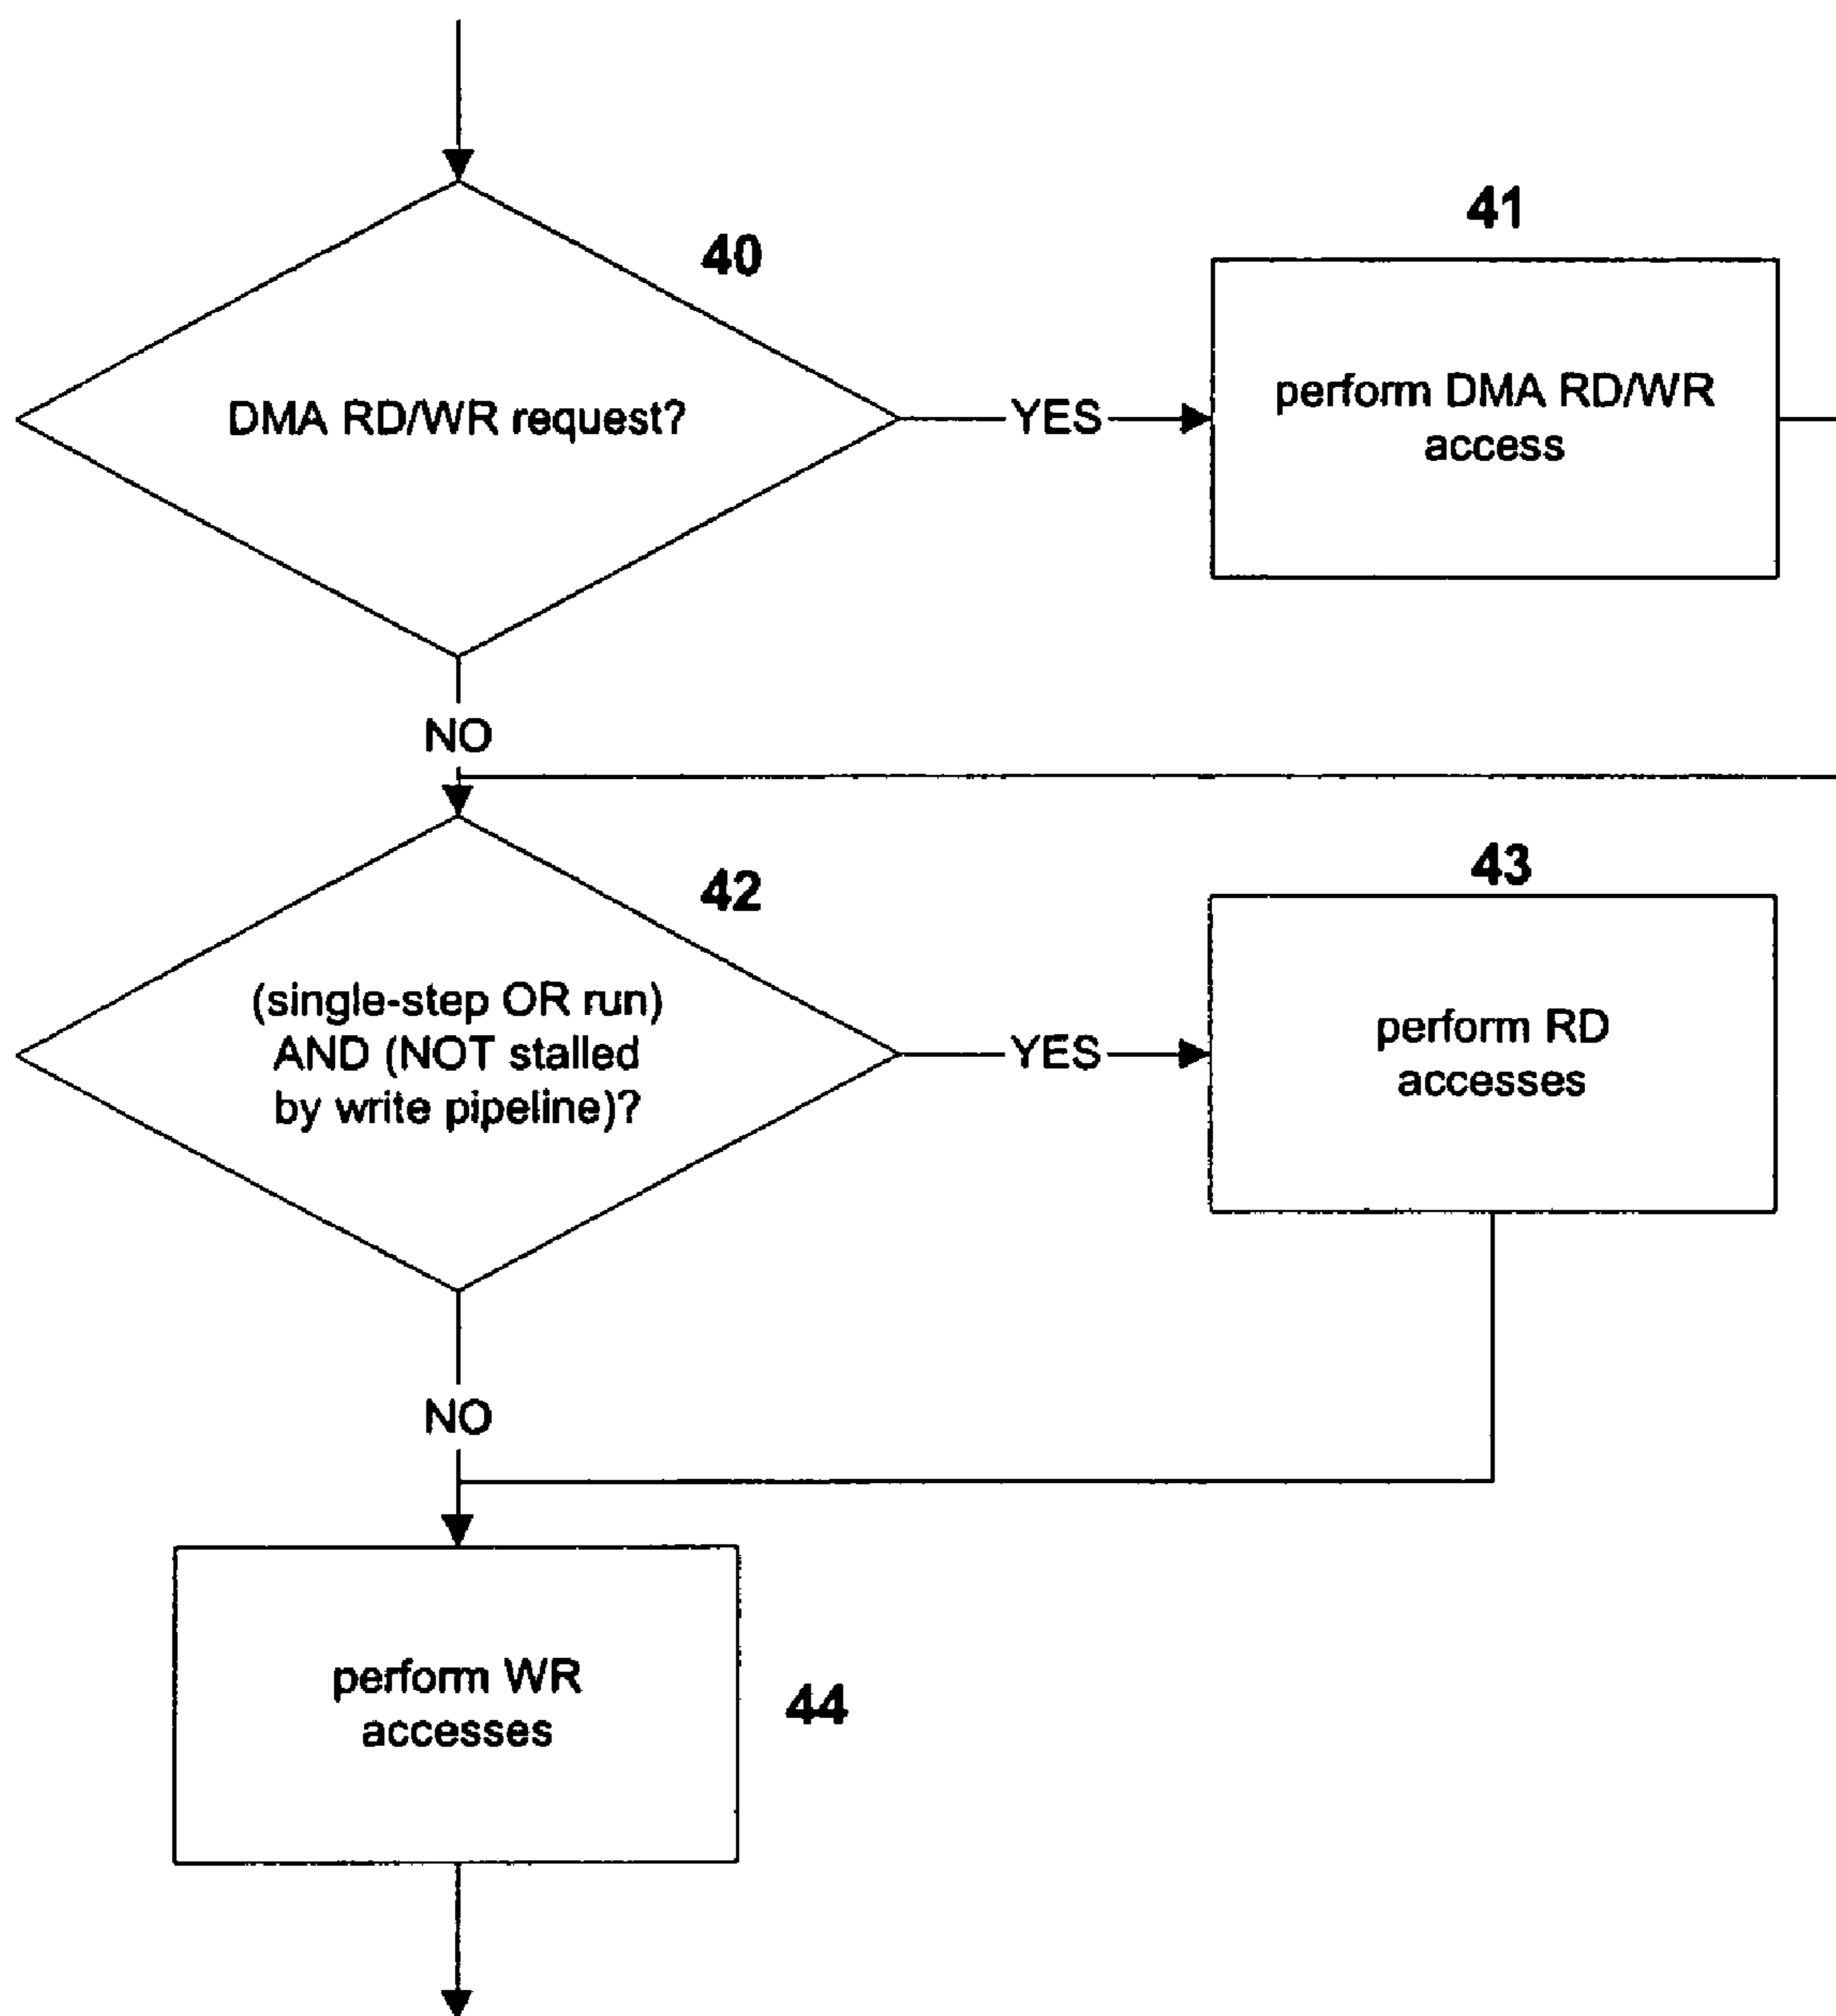 40
DMA RD/WR request?
YES
41
perform DMA RD/WR
access
NO
42
(single-step OR run)
AND (NOT stalled
by write pipeline)?
YES
43
perform RD
accesses
NO
perform WR
accesses
44